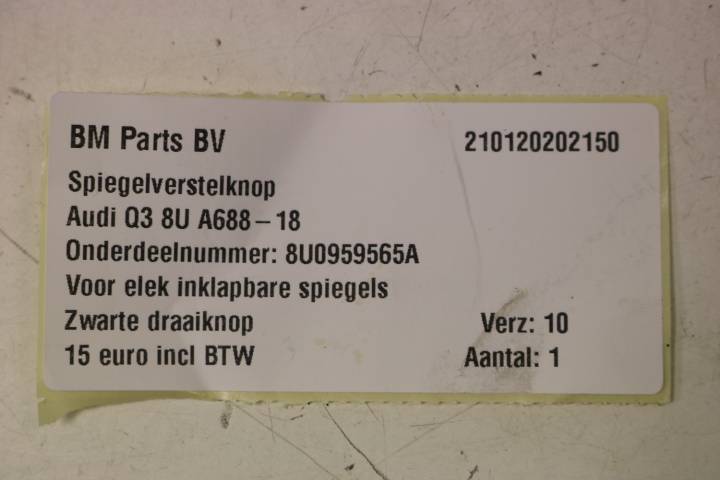 BM Parts BV 210120202150
Spiegelverstelknop
Audi Q3 8U A688-18
Onderdeelnummer: 8U0959565A
Voor elek inklapbare spiegels
Zwarte draaiknop Verz: 10
15 euro incl BTW Aantal: 1